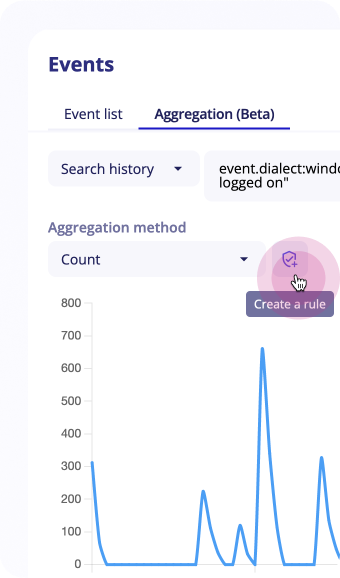 Events
Event list Aggregation (Beta)
Search history
event.dialect:windo
logged on"
Aggregation method
Count
Create a rule
800
700
600
500
400
300
200
100
0